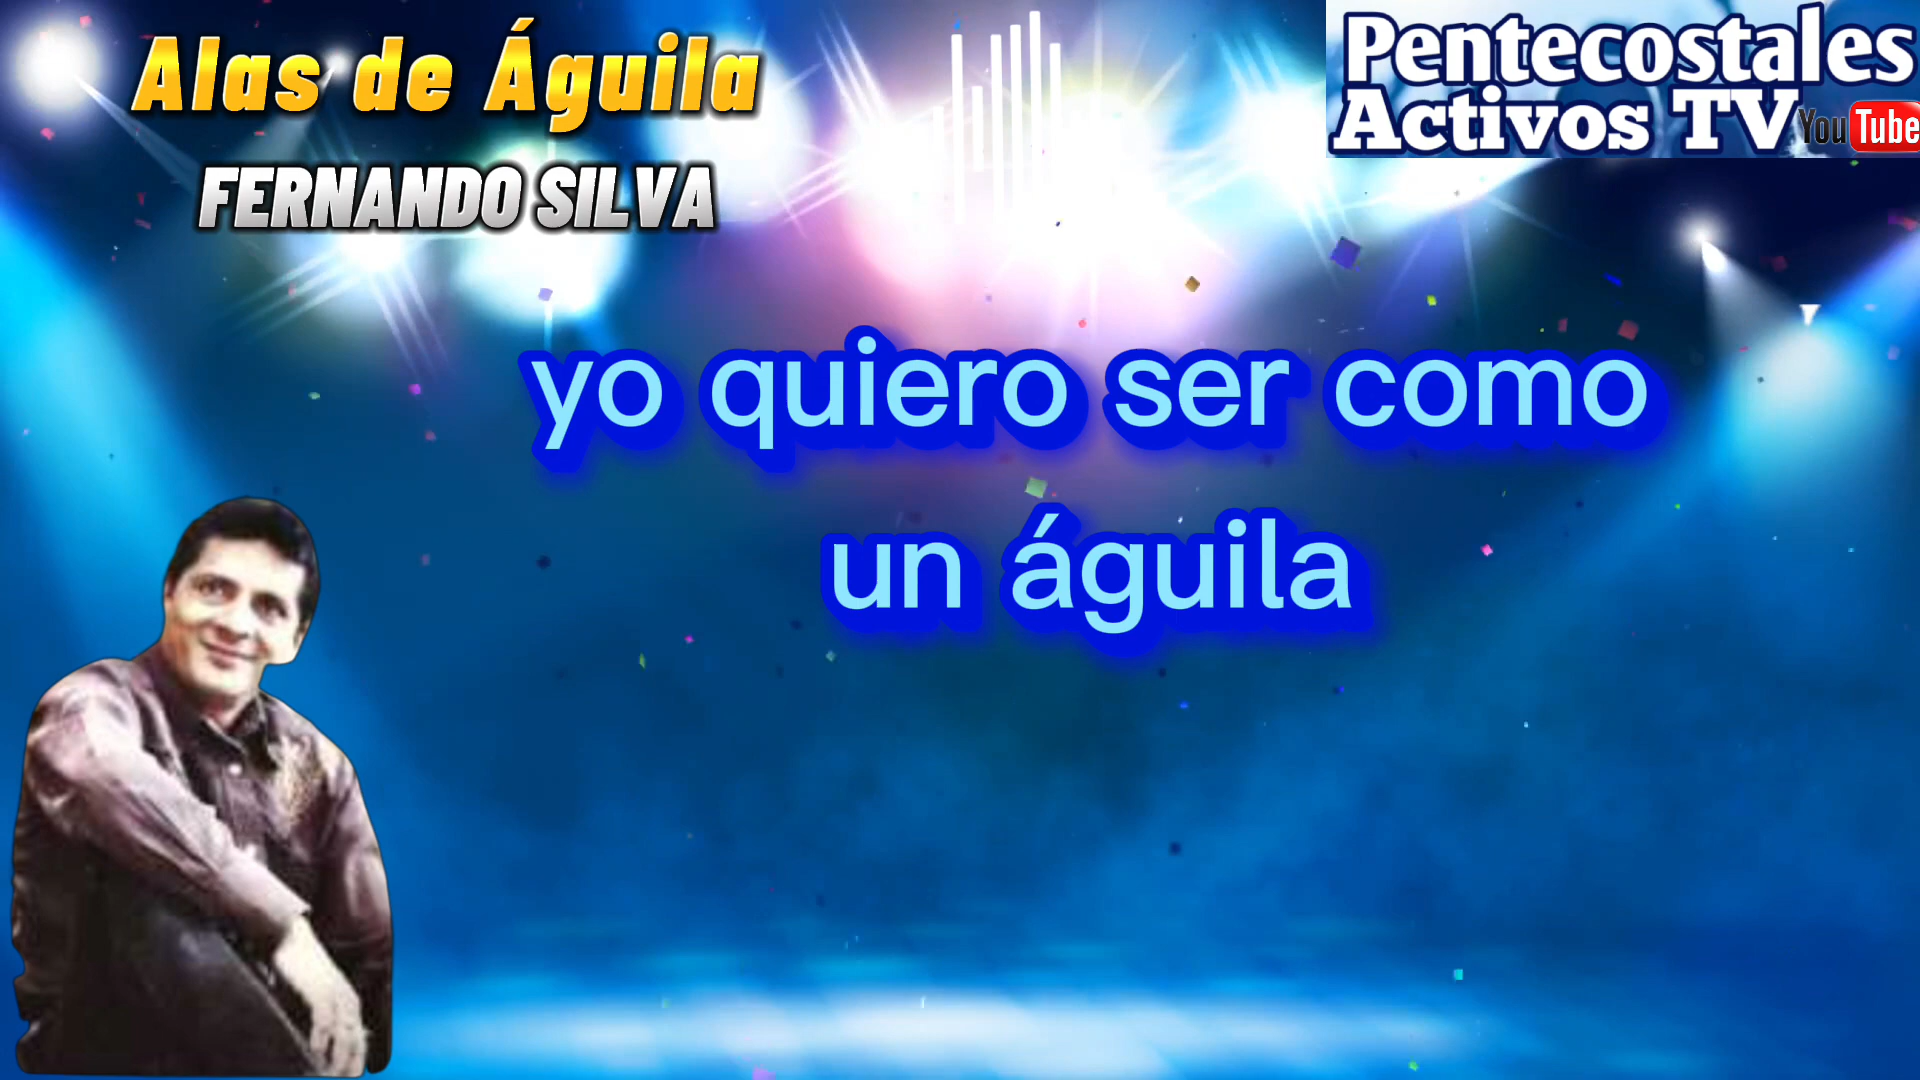 Alas de Águila
FERNANDO SILVA
Pentecostales
Activos TV YouTube
yo quiero ser como
un águila